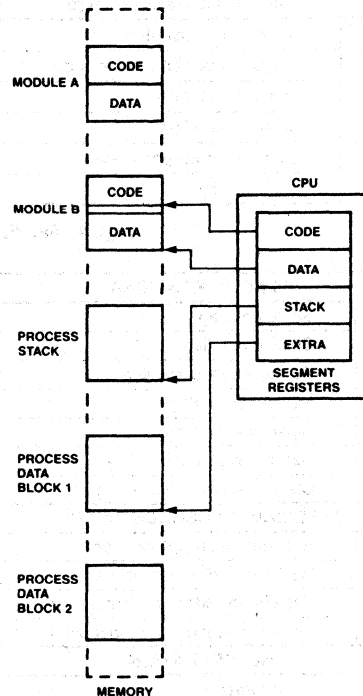 CODE
MODULE A
DATA
CODE
MODULE B
DATA
CPU
CODE
DATA
STACK
EXTRA
SEGMENT
REGISTERS
PROCESS
STACK
PROCESS
DATA
BLOCK 1
PROCESS
DATA
BLOCK 2
MEMORY